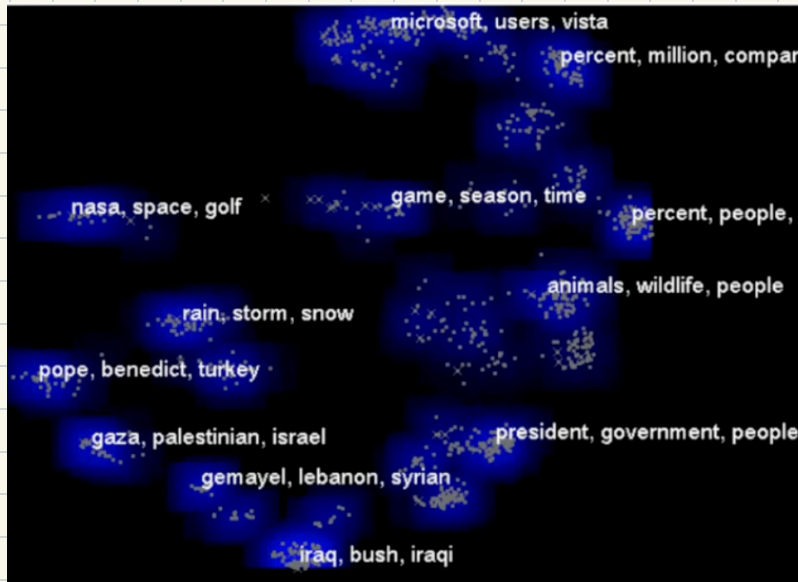 microsoft, users, vista
percent, million, compar
nasa, space, golf
game, season, time
percent, people,
animals, wildlife, people
rain, storm, snow
pope, benedict, turkey
gaza, palestinian, israel
president, government, people
gemayel, lebanon, syrian
iraq, bush, iraqi